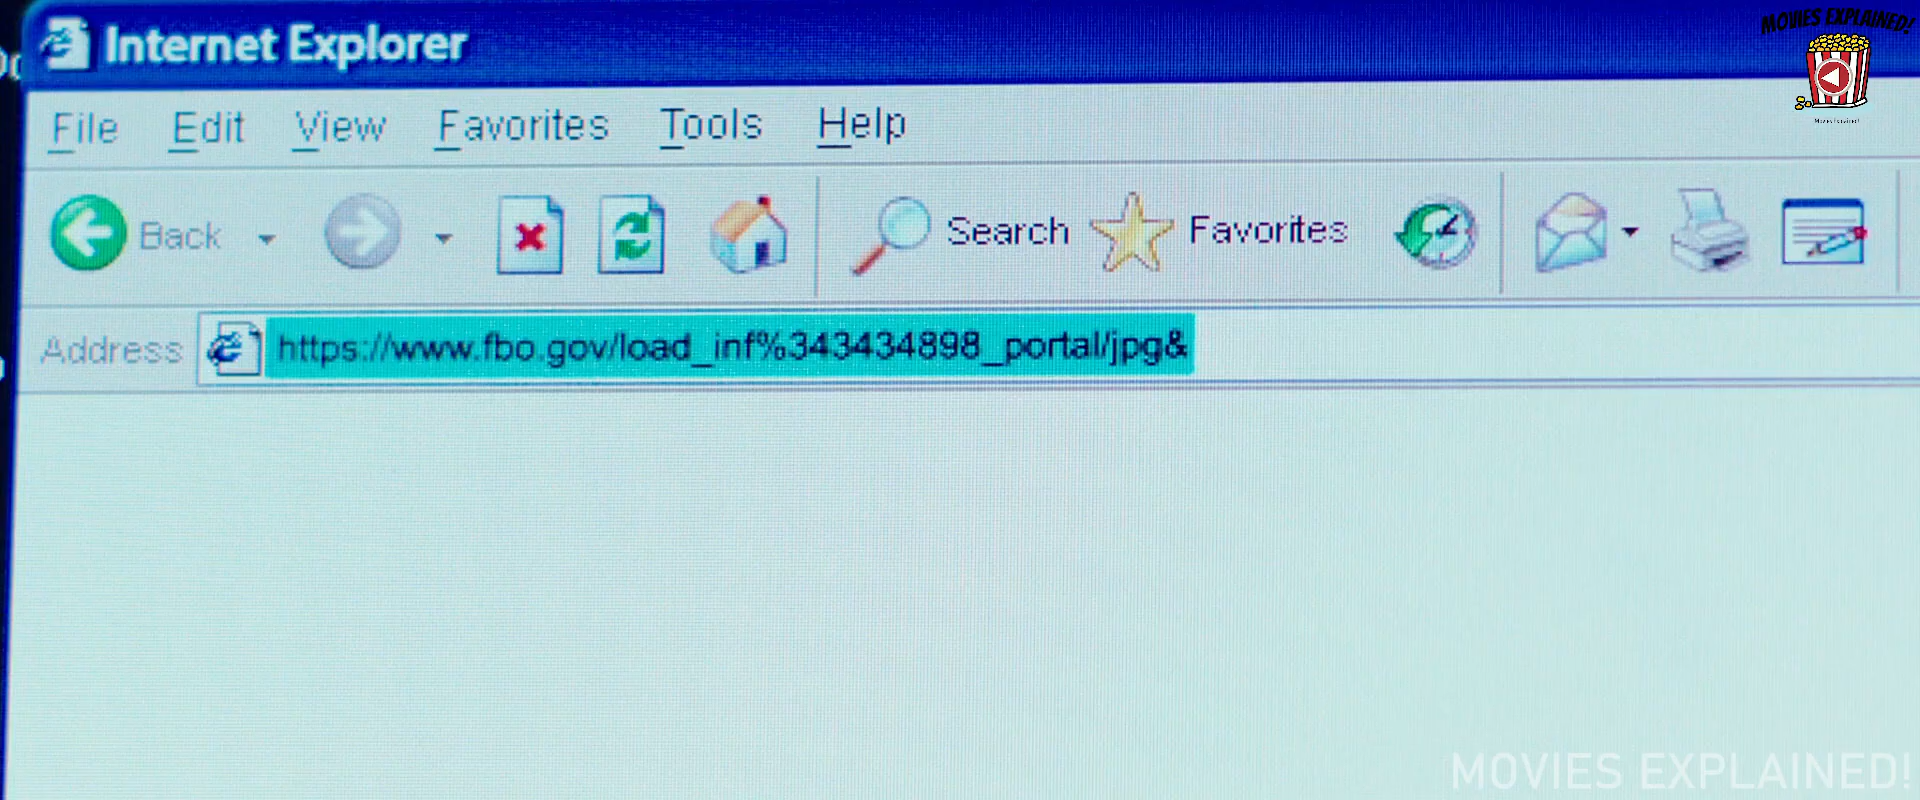 MOVIES EXPLAINED!
Internet Explorer
File Edit View Favorites Tools Help
Back Search Favorites
Address https://www.fbo.gov/load_inf%343434898_portal/jpg&
MOVIES EXPLAINED!